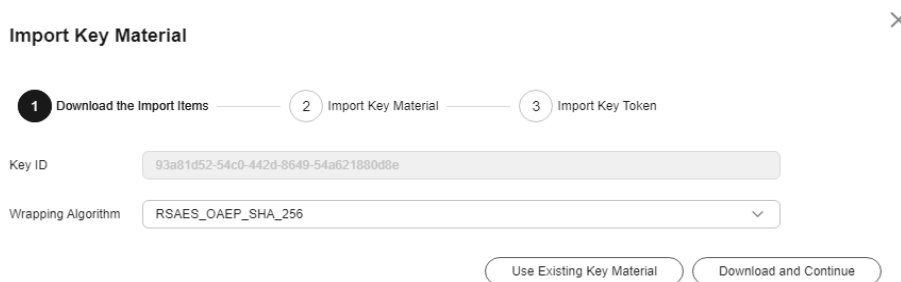 Import Key Material
1 Download the Import Items 2 Import Key Material 3 Import Key Token
Key ID 93a81d52-54c0-442d-8649-54a621880d8e
Wrapping Algorithm RSAES_OAEP_SHA_256
Use Existing Key Material Download and Continue